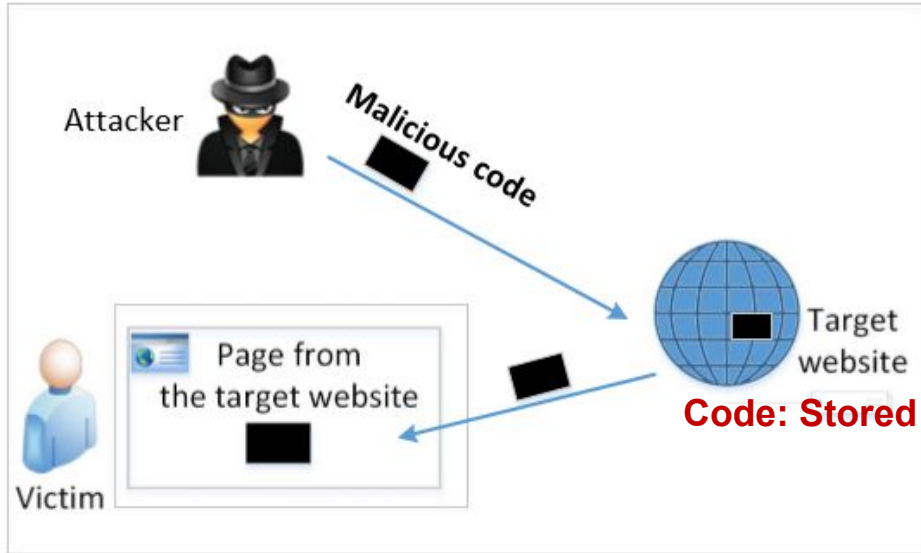 Attacker
Malicious code
Target
website
Code: Stored
Page from
the target website
Victim